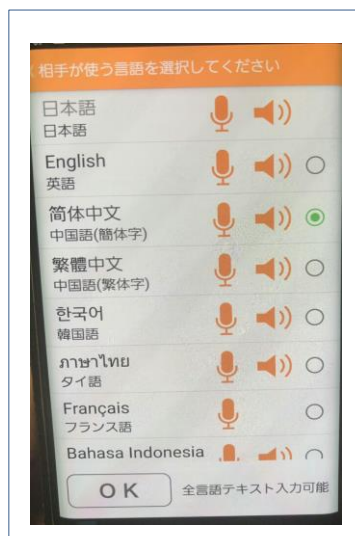 相手が使う言語を選択してください
日本語
日本語
English
英語
简体中文
中国語(簡体字)
繁體中文
中国語(繁体字)
한국어
韓国語
ภาษาไทย
タイ語
Français
フランス語
Bahasa Indonesia
OK 全言語テキスト入力可能